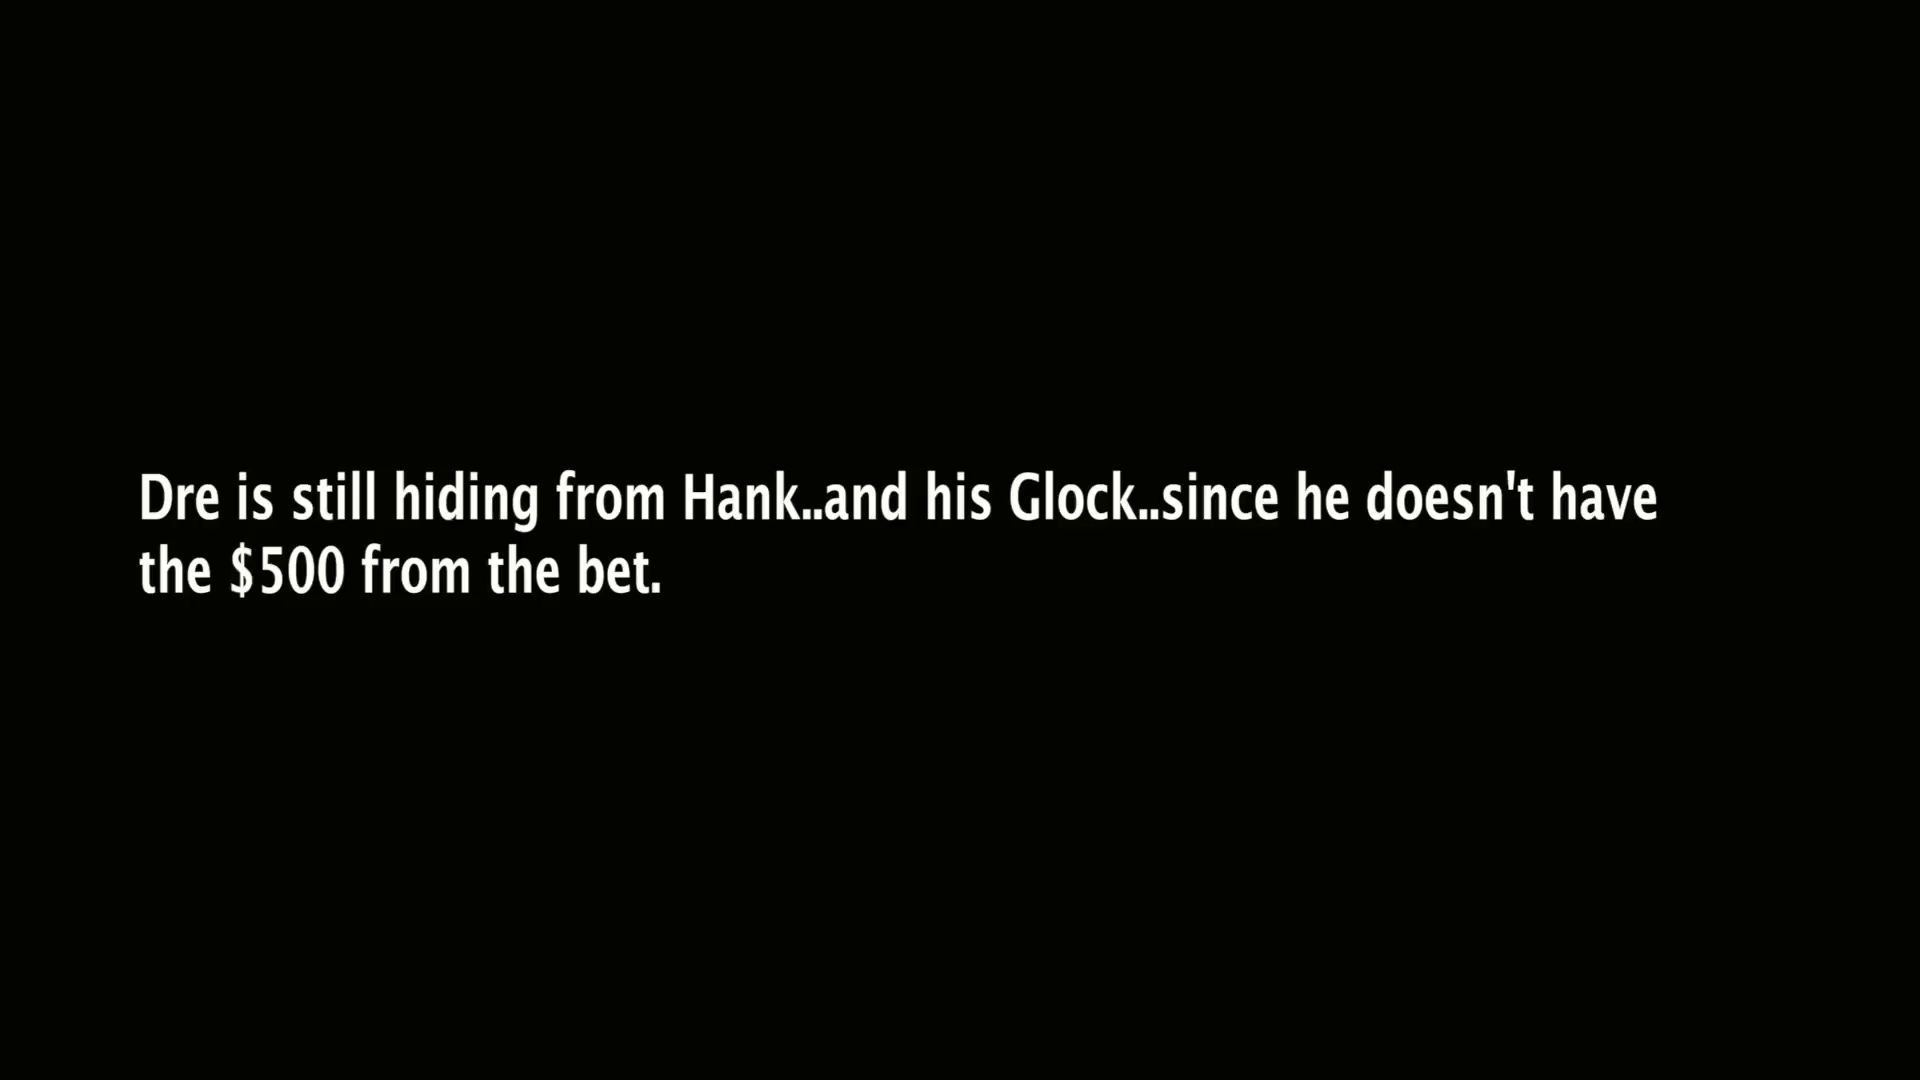 Dre is still hiding from Hank..and his Glock..since he doesn't have
the $500 from the bet.